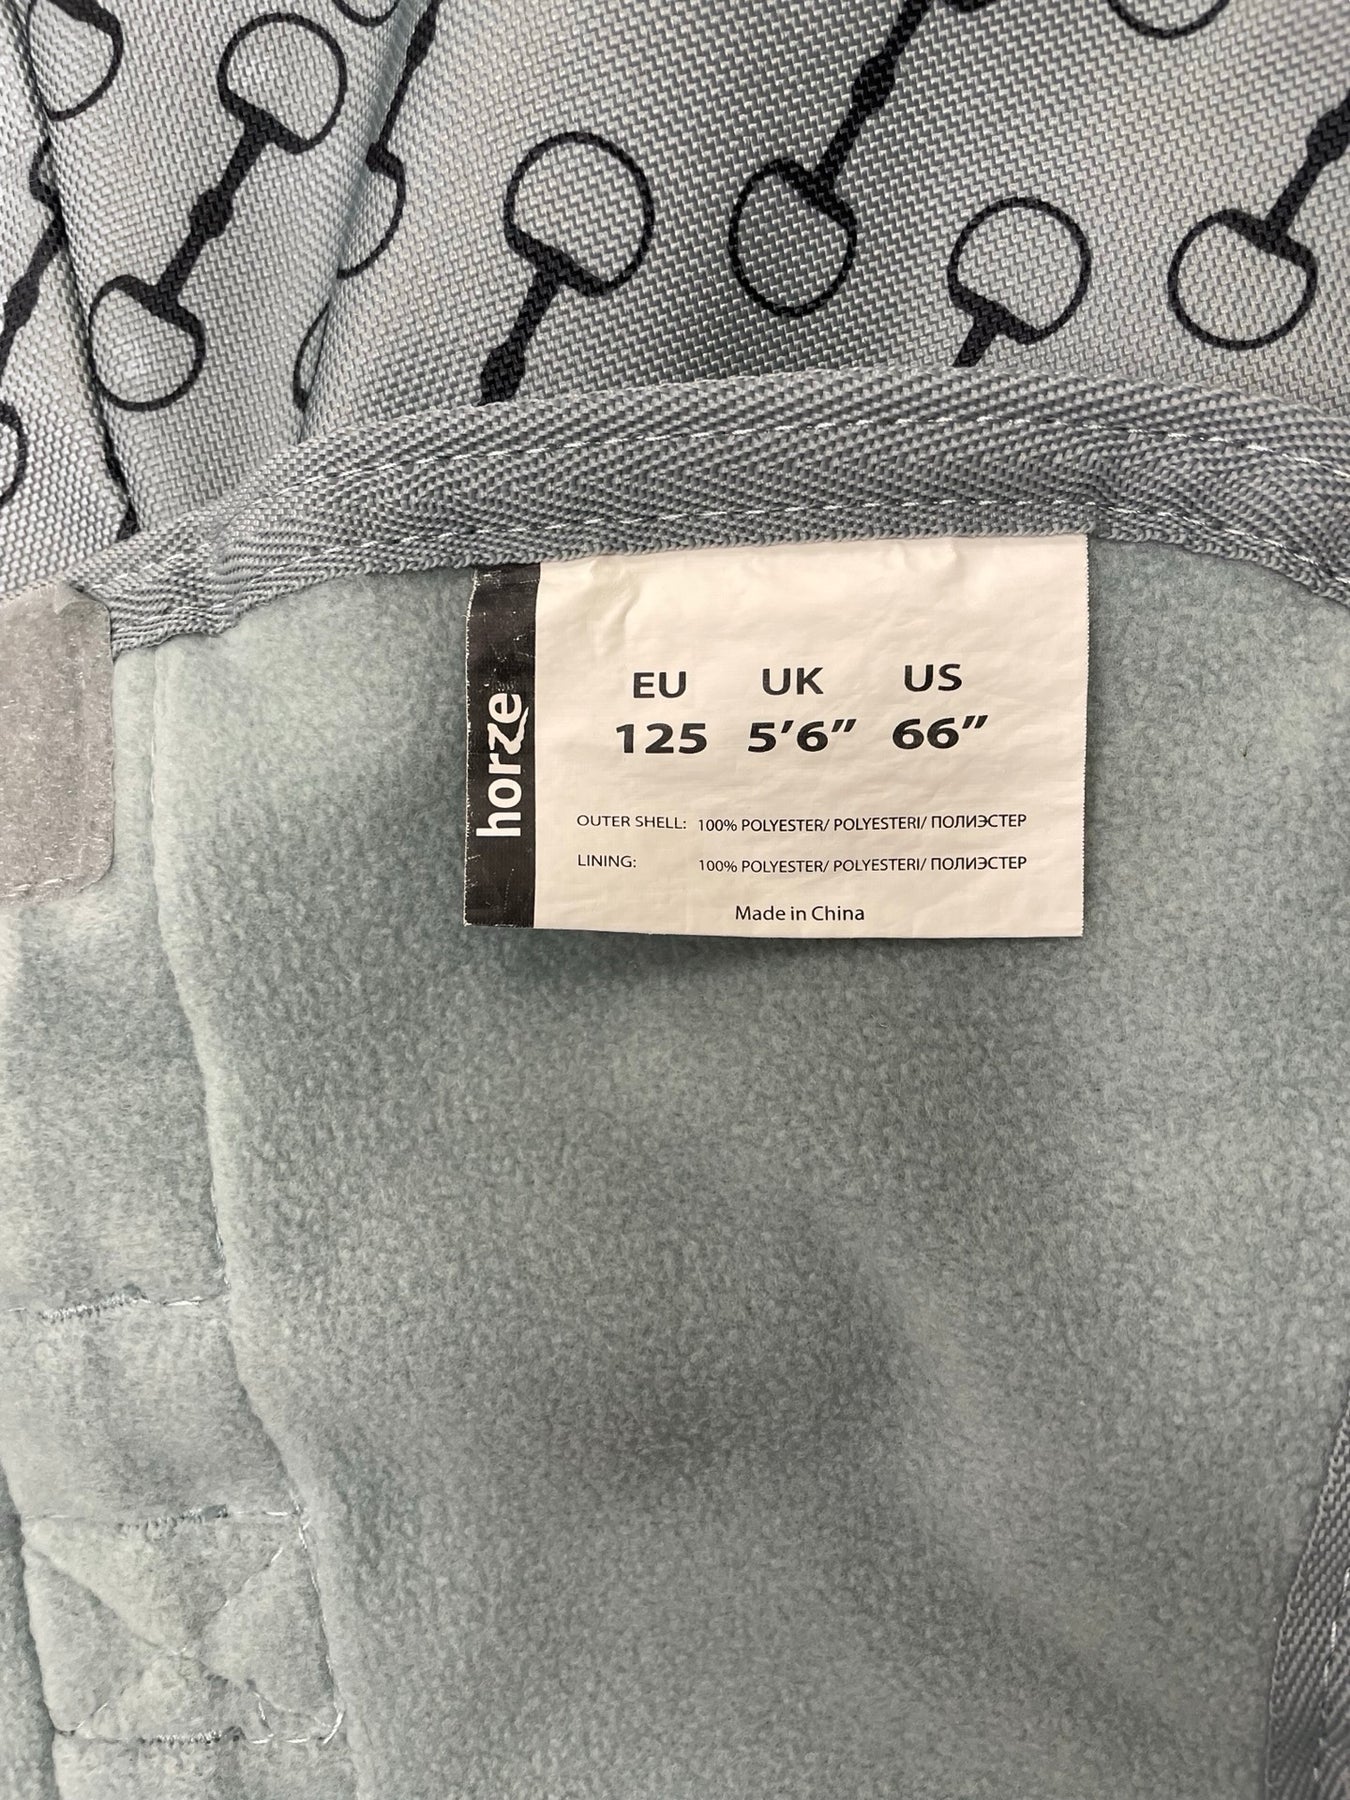 horze
EU UK US
125 5’6” 66”
OUTER SHELL: 100% POLYESTER/ POLYESTERI/ ПОЛИЭСТЕР
LINING: 100% POLYESTER/ POLYESTERI/ ПОЛИЭСТЕР
Made in China